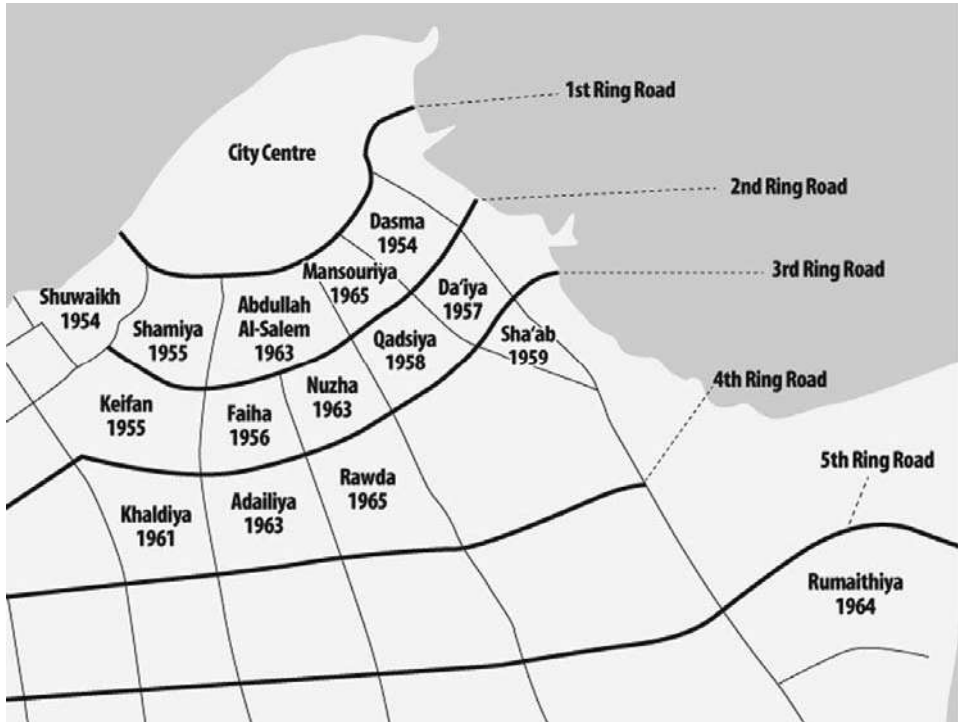 1st Ring Road
City Centre
2nd Ring Road
Dasma
1954
3rd Ring Road
Mansouriya
1965
Da'iya
1957
Shuwaikh
1954
Shamiya
1955
Abdullah
Al-Salem
1963
Qadsiya
1958
Sha'ab
1959
4th Ring Road
Keifan
1955
Faiha
1956
Nuzha
1963
5th Ring Road
Khaldiya
1961
Adailiya
1963
Rawda
1965
Rumaithiya
1964